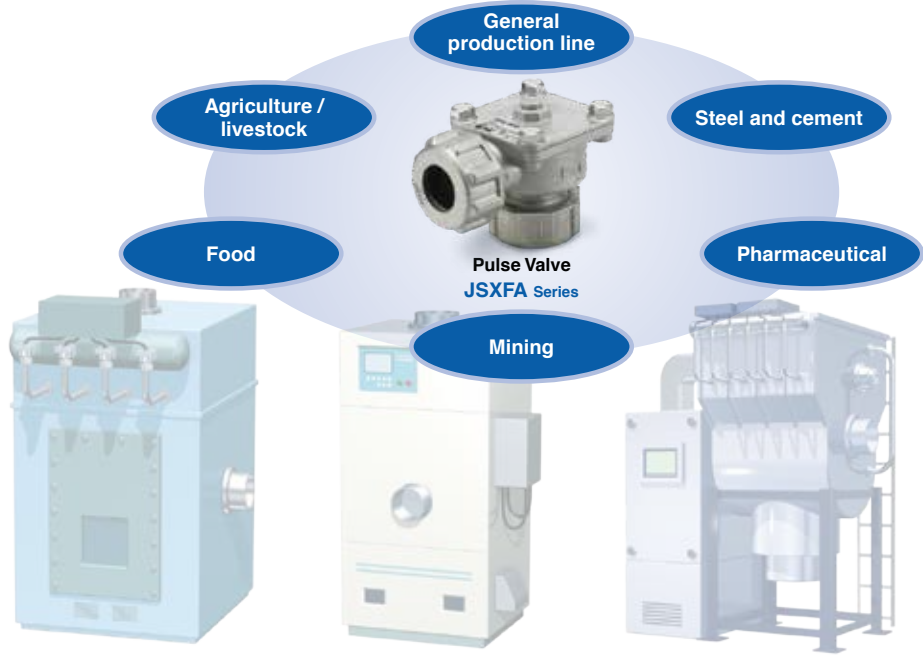 General
production line
Agriculture /
livestock
Steel and cement
Food
Pharmaceutical
Pulse Valve
JSXFA Series
Mining